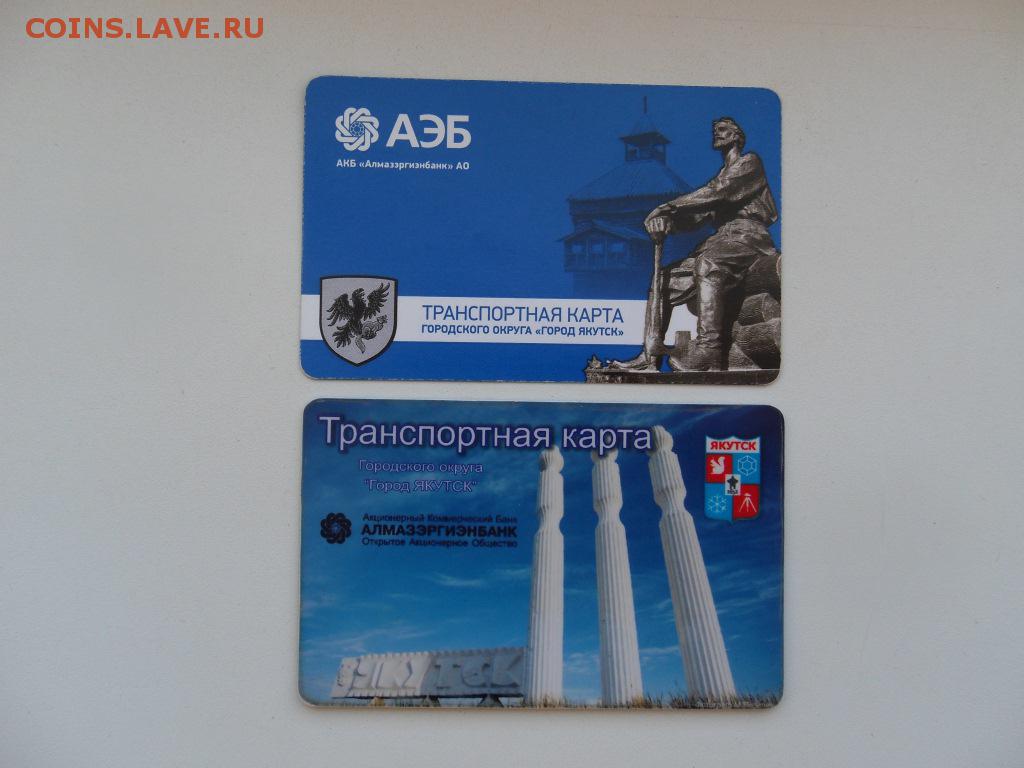 COINS.LAVE.RU
АЭБ
АКБ «Алмазэргиэнбанк» АО
ТРАНСПОРТНАЯ КАРТА
ГОРОДСКОГО ОКРУГА «ГОРОД ЯКУТСК»
Транспортная карта
Городского округа
"Город ЯКУТСК"
ЯКУТСК
Акционерный Коммерческий Банк
АЛМАЗЭРГИЭНБАНК
Открытое Акционерное Общество
ЯКУТСК